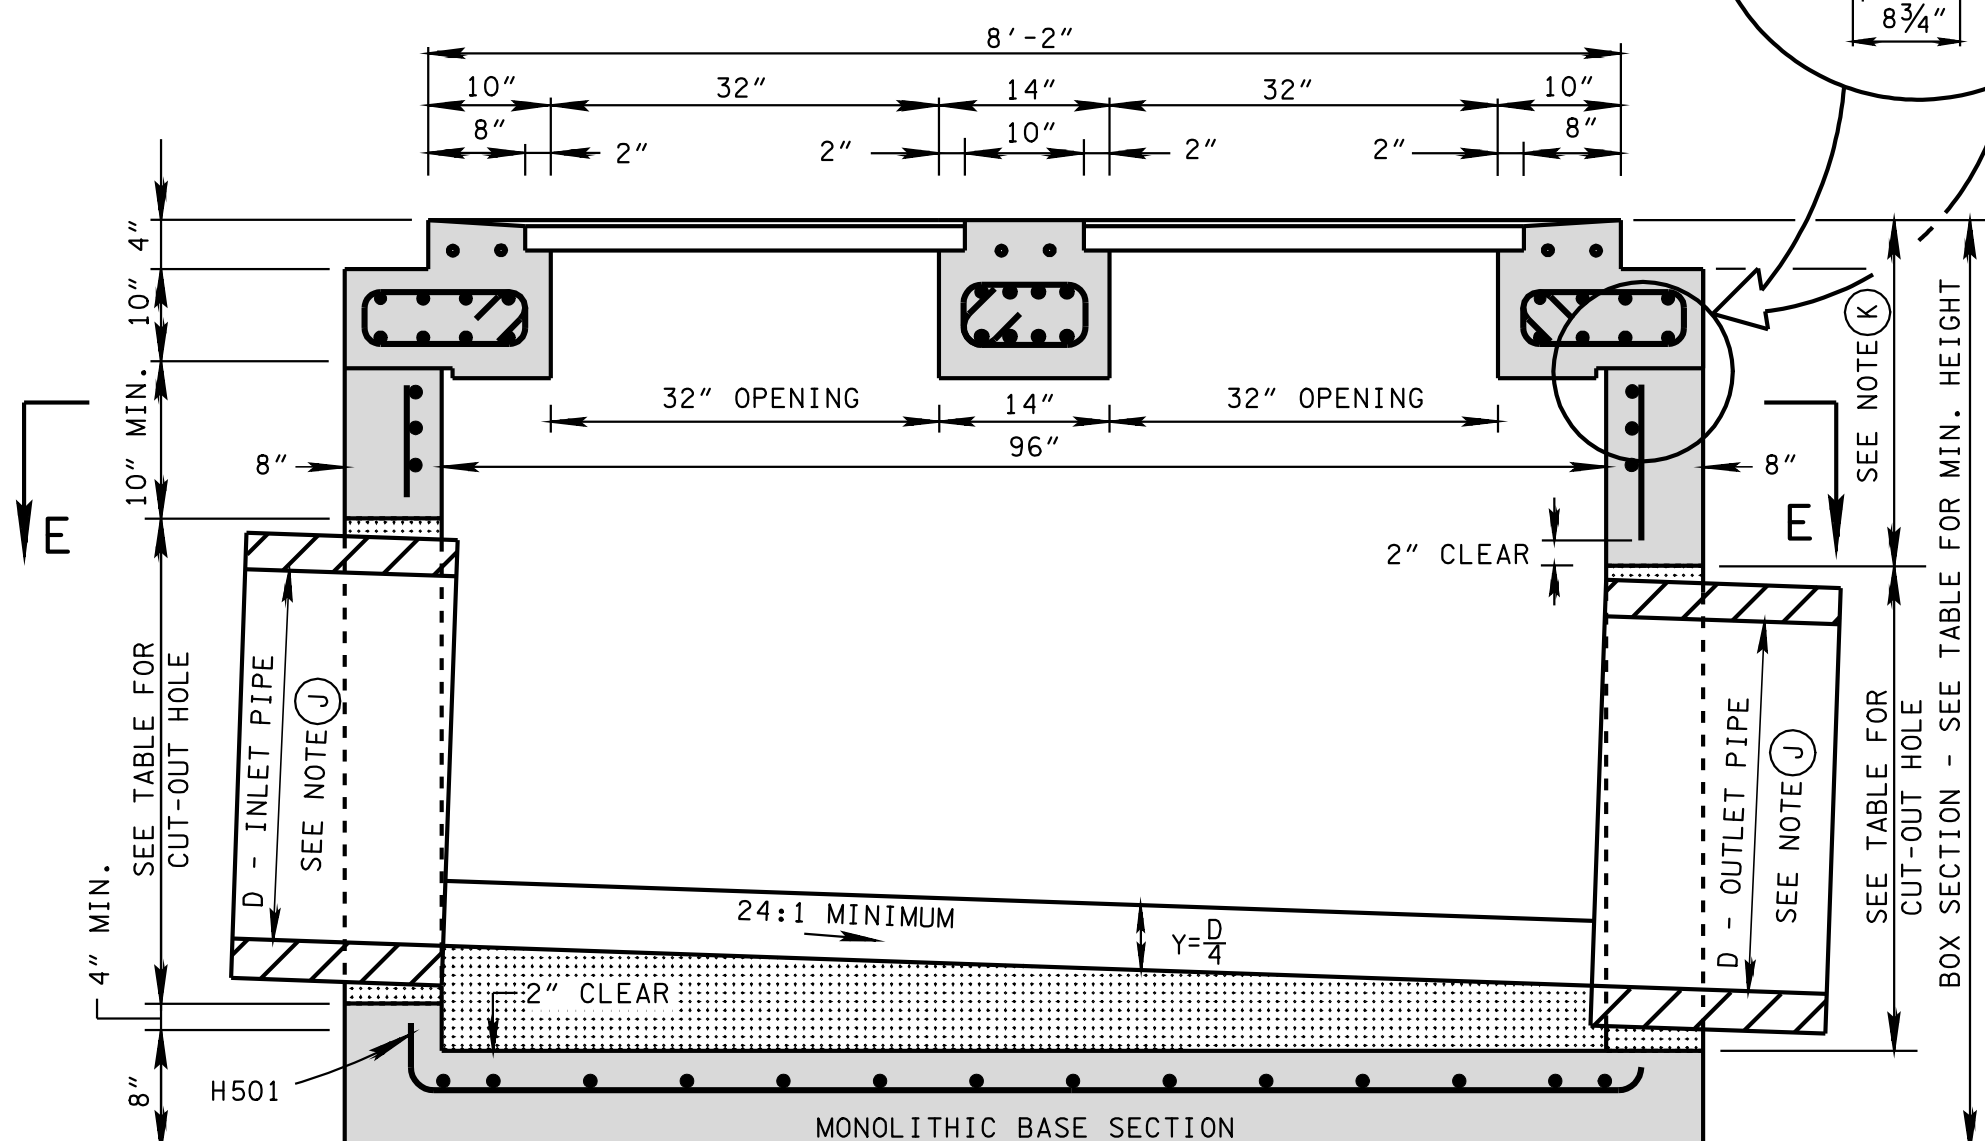 8 3/4"
8'-2"
10" 32" 14" 32" 10"
8" 2" 2" 10" 2" 2" 8"
4"
10"
10" MIN.
32" OPENING 14" 32" OPENING
96"
8" 8"
E E
2" CLEAR
SEE NOTE K
BOX SECTION - SEE TABLE FOR MIN. HEIGHT
SEE TABLE FOR
CUT-OUT HOLE
D - INLET PIPE
SEE NOTE J
D - OUTLET PIPE
SEE NOTE J
SEE TABLE FOR
CUT-OUT HOLE
4" MIN.
24:1 MINIMUM
Y=D/4
2" CLEAR
8"
H501
MONOLITHIC BASE SECTION